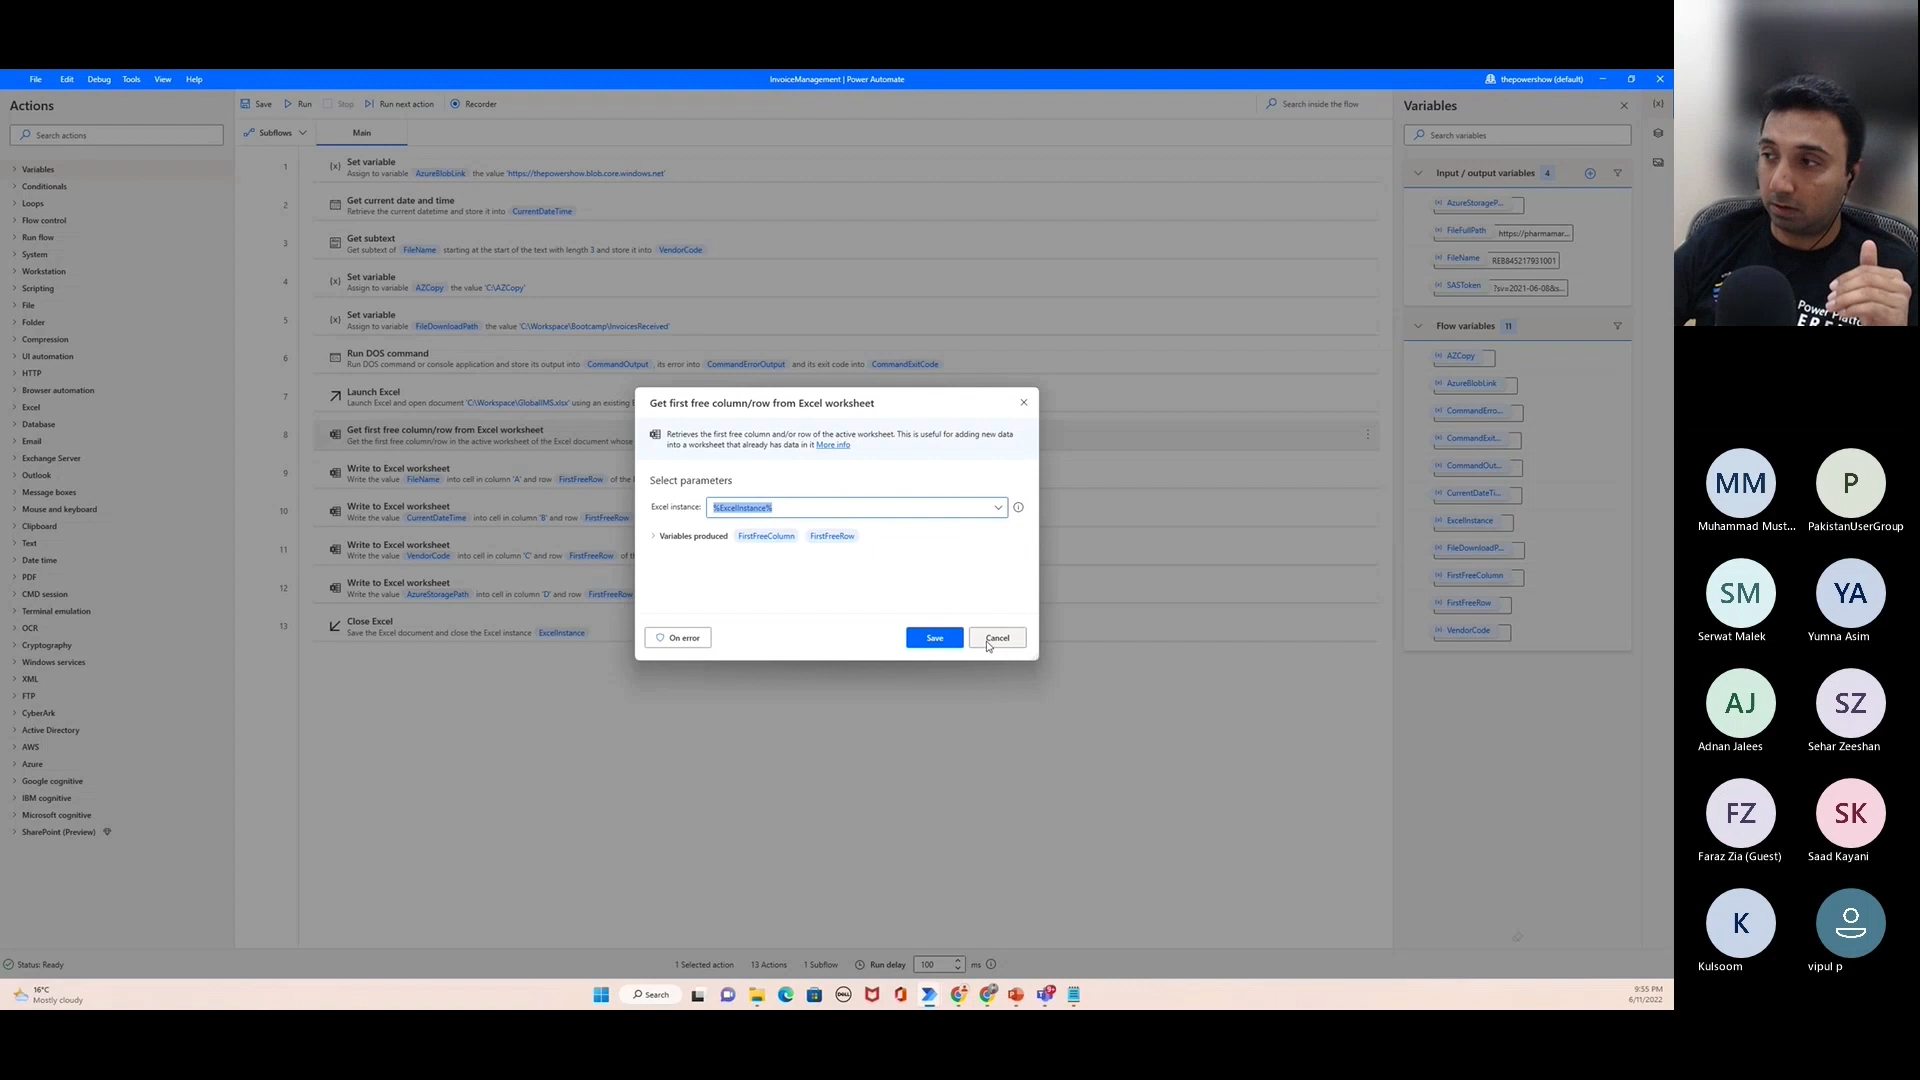 File Edit Debug Tools View Help
InvoiceManagement | Power Automate
thepowershow (default)
Actions
Search actions
Variables
Conditionals
Loops
Flow control
Run flow
System
Workstation
Scripting
File
Folder
Compression
UI automation
HTTP
Browser automation
Excel
Database
Email
Exchange Server
Outlook
Message boxes
Mouse and keyboard
Clipboard
Text
Date time
PDF
CMD session
Terminal emulation
OCR
Cryptography
Windows services
XML
FTP
CyberArk
Active Directory
AWS
Azure
Google cognitive
IBM cognitive
Microsoft cognitive
SharePoint (Preview)
Save Run Stop Run next action Recorder
Search inside the flow
Subflows Main
1 Set variable
Assign to variable AzureBlobLink the value 'https://thepowershow.blob.core.windows.net'
2 Get current date and time
Retrieve the current datetime and store it into CurrentDateTime
3 Get subtext
Get subtext of FileName starting at the start of the text with length 3 and store it into VendorCode
4 Set variable
Assign to variable AZCopy the value 'C:\AZCopy'
5 Set variable
Assign to variable FileDownloadPath the value 'C:\Workspace\Bootcamp\InvoicesReceived'
6 Run DOS command
Run DOS command or console application and store its output into CommandOutput , its error into CommandErrorOutput and its exit code into CommandExitCode
7 Launch Excel
Launch Excel and open document 'C:\Workspace\GlobalIMS.xlsx' using an existing E
8 Get first free column/row from Excel worksheet
Get the first free column/row in the active worksheet of the Excel document whose
9 Write to Excel worksheet
Write the value FileName into cell in column 'A' and row FirstFreeRow of the
10 Write to Excel worksheet
Write the value CurrentDateTime into cell in column 'B' and row FirstFreeRow
11 Write to Excel worksheet
Write the value VendorCode into cell in column 'C' and row FirstFreeRow of th
12 Write to Excel worksheet
Write the value AzureStoragePath into cell in column 'D' and row FirstFreeRow
13 Close Excel
Save the Excel document and close the Excel instance ExcelInstance
Get first free column/row from Excel worksheet
Retrieves the first free column and/or row of the active worksheet. This is useful for adding new data
into a worksheet that already has data in it More info
Select parameters
Excel instance: %ExcelInstance%
Variables produced FirstFreeColumn FirstFreeRow
On error Save Cancel
Variables
Search variables
Input / output variables 4
AzureStorageP...
FileFullPath https://pharmamar...
FileName REB845217931001
SASToken ?sv=2021-06-08&s...
Flow variables 11
AZCopy
AzureBlobLink
CommandErro...
CommandExit...
CommandOut...
CurrentDateTi...
ExcelInstance
FileDownloadP...
FirstFreeColumn
FirstFreeRow
VendorCode
Status: Ready
1 Selected action 13 Actions 1 Subflow Run delay 100 ms
16°C
Mostly cloudy
Search
DELL
9:55 PM
6/11/2022
Power Platfo
MM P
Muhammad Must... PakistanUserGroup
SM YA
Serwat Malek Yumna Asim
AJ SZ
Adnan Jalees Sehar Zeeshan
FZ SK
Faraz Zia (Guest) Saad Kayani
K
Kulsoom vipul p